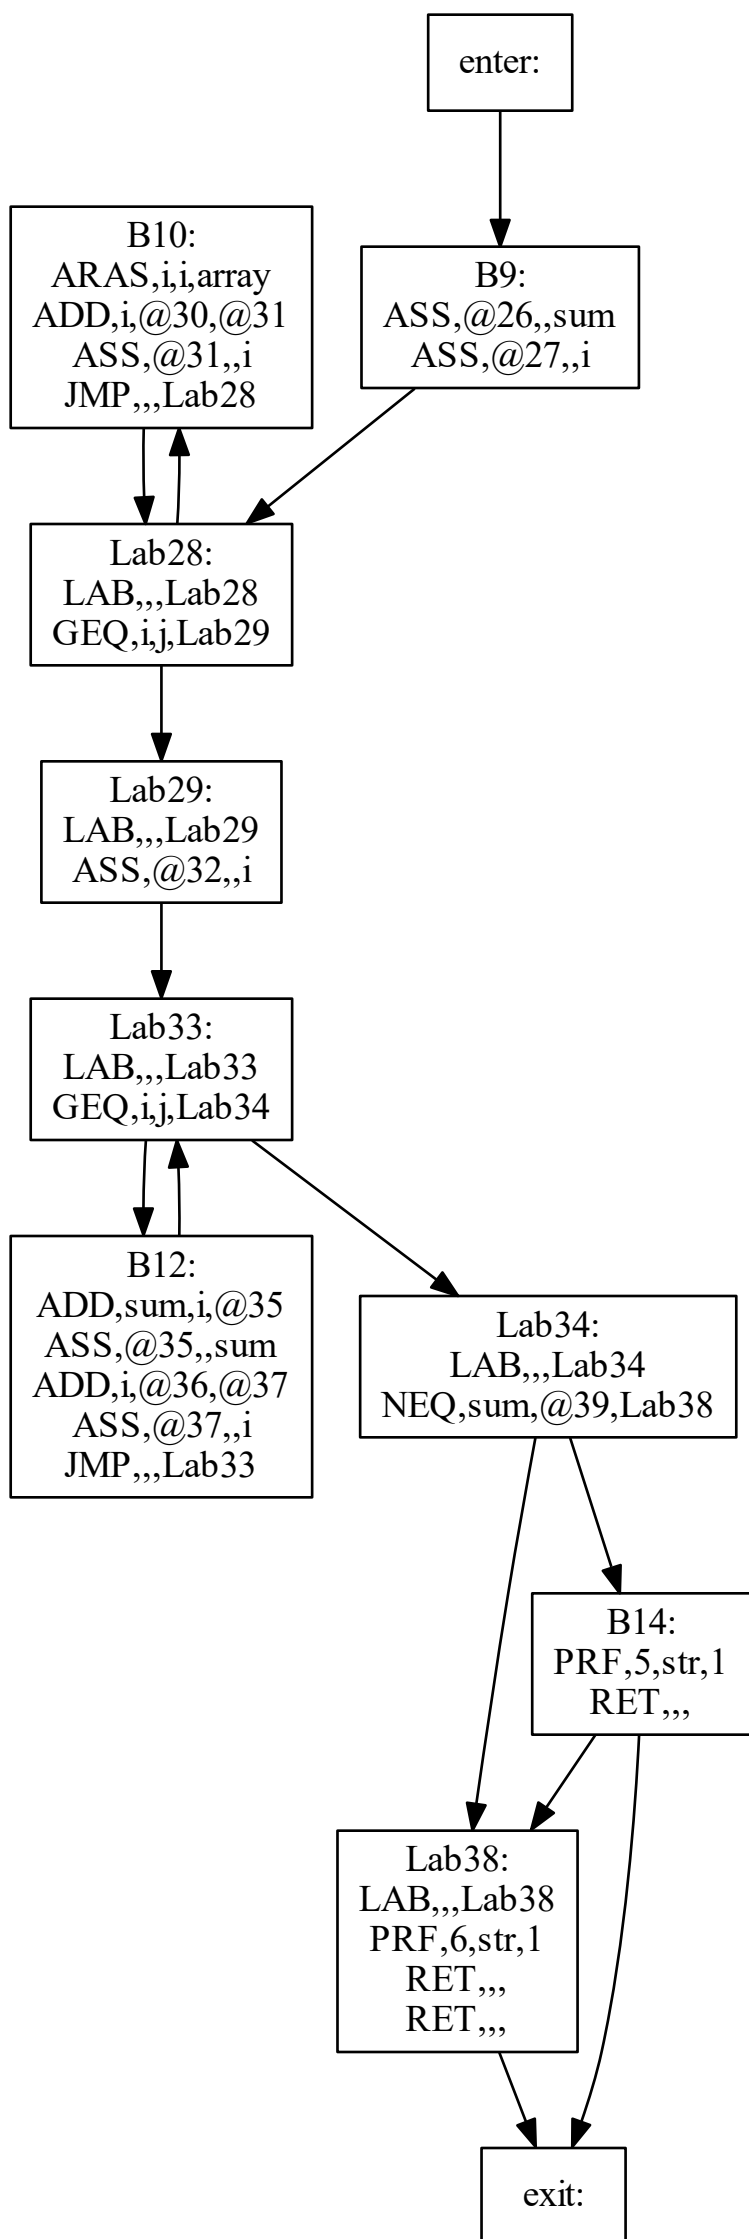 enter:
B10:
ARAS,i,i,array
ADD,i,@30,@31
ASS,@31,,i
JMP,,,Lab28
B9:
ASS,@26,,sum
ASS,@27,,i
Lab28:
LAB,,,Lab28
GEQ,i,j,Lab29
Lab29:
LAB,,,Lab29
ASS,@32,,i
Lab33:
LAB,,,Lab33
GEQ,i,j,Lab34
B12:
ADD,sum,i,@35
ASS,@35,,sum
ADD,i,@36,@37
ASS,@37,,i
JMP,,,Lab33
Lab34:
LAB,,,Lab34
NEQ,sum,@39,Lab38
B14:
PRF,5,str,1
RET,,,
Lab38:
LAB,,,Lab38
PRF,6,str,1
RET,,,
RET,,,
exit: